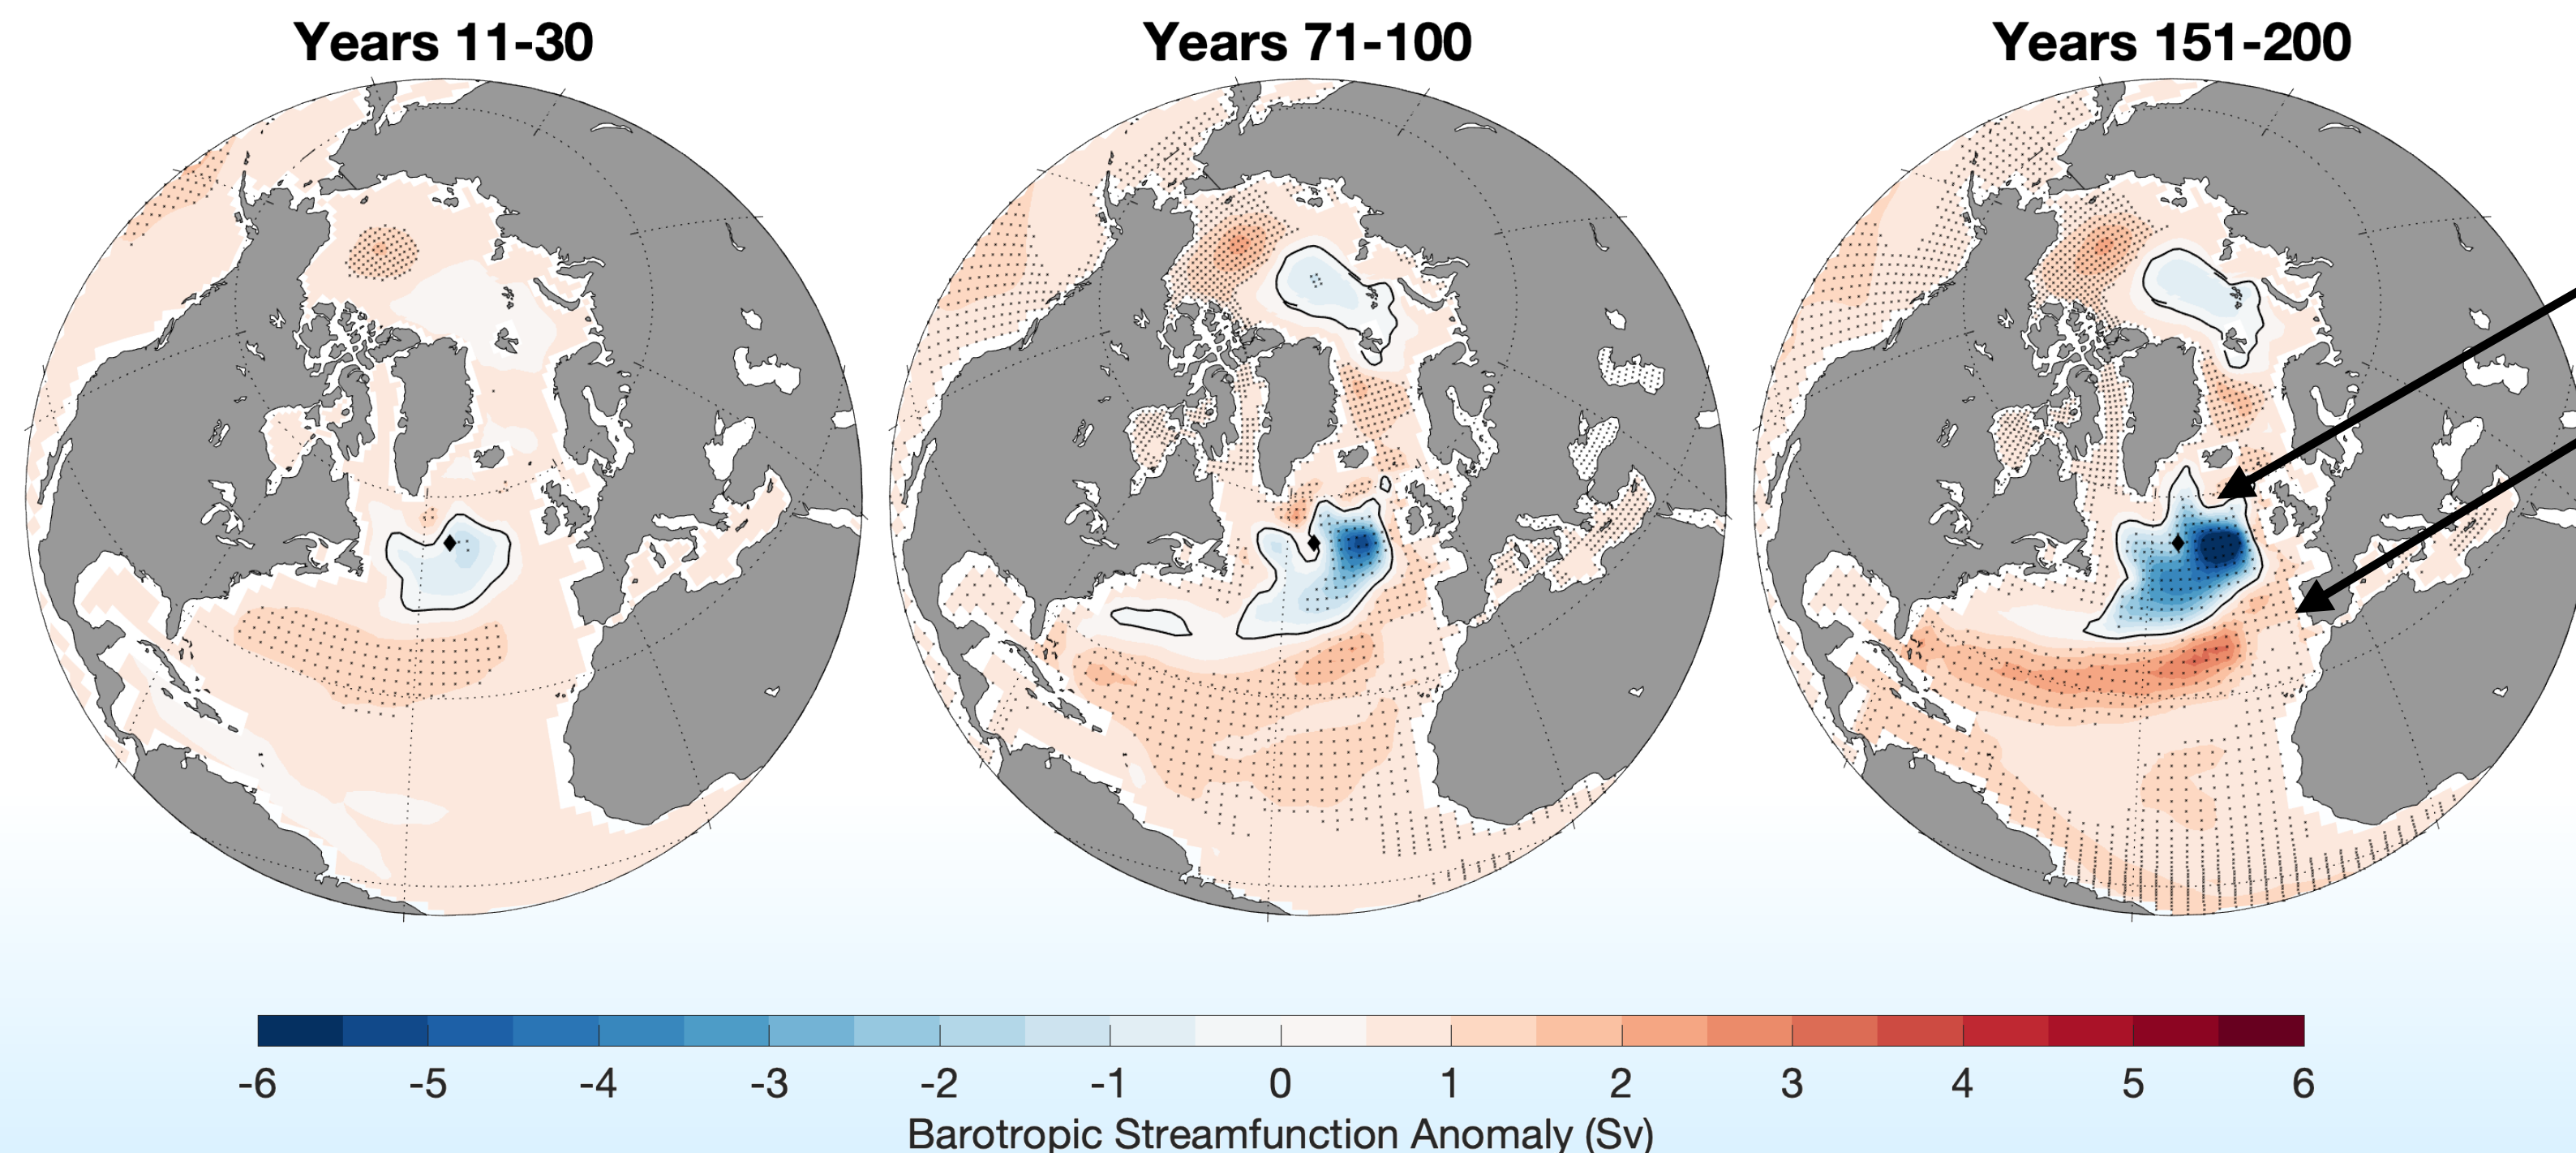 Years 11-30
Years 71-100
Years 151-200
-6 -5 -4 -3 -2 -1 0 1 2 3 4 5 6
Barotropic Streamfunction Anomaly (Sv)